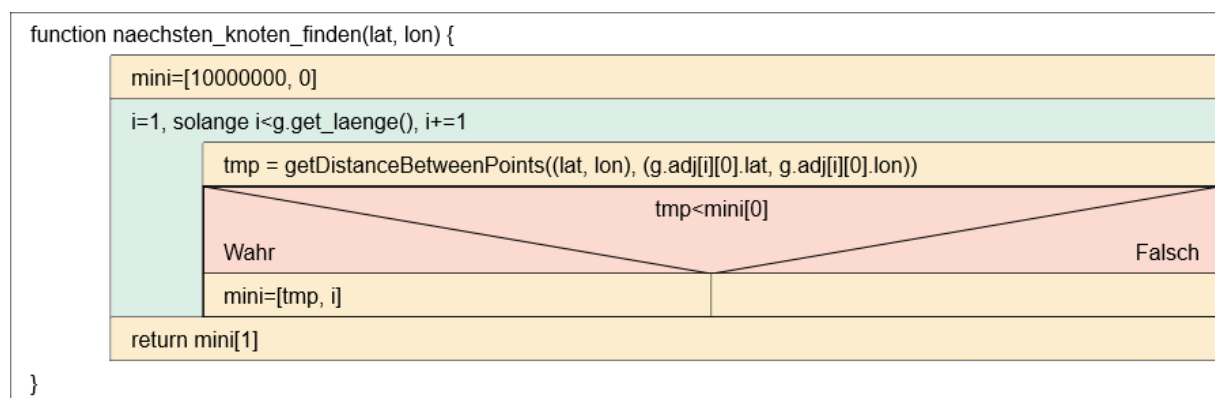 function naechsten_knoten_finden(lat, lon) {
mini=[10000000, 0]
i=1, solange i<g.get_laenge(), i+=1
tmp = getDistanceBetweenPoints((lat, lon), (g.adj[i][0].lat, g.adj[i][0].lon))
tmp<mini[0]
Wahr
Falsch
mini=[tmp, i]
return mini[1]
}